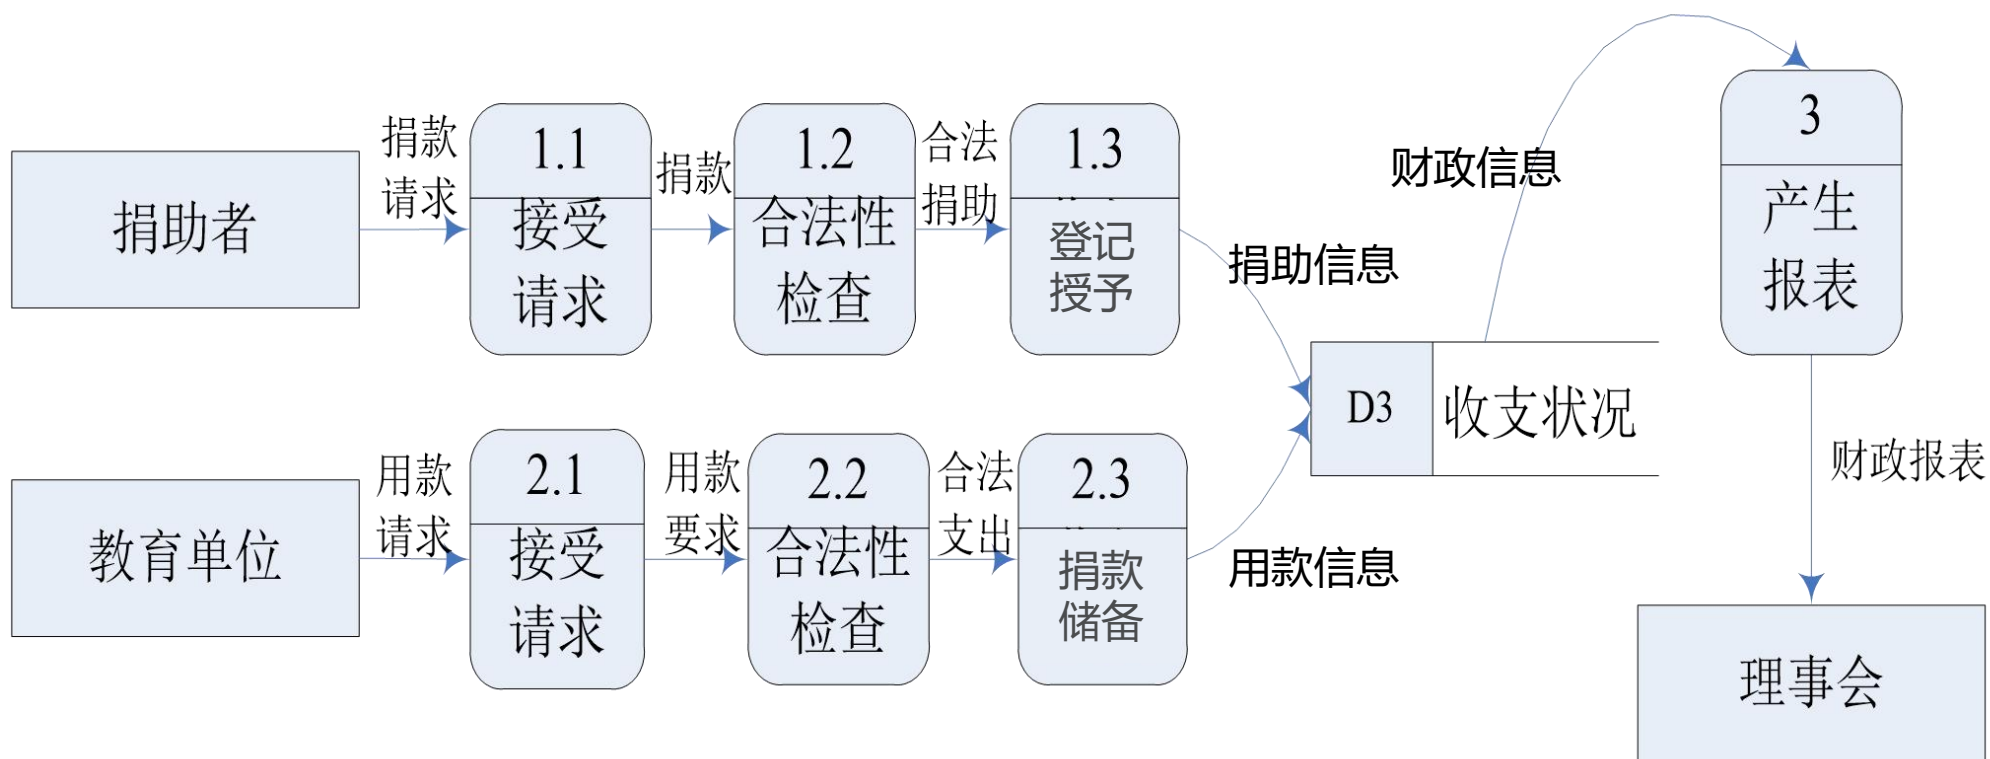 捐助者
捐款
请求
1.1
接受
请求
捐款
1.2
合法性
检查
合法
捐助
1.3
登记
授予
捐助信息
财政信息
3
产生
报表
D3
收支状况
财政报表
理事会
教育单位
用款
请求
2.1
接受
请求
用款
要求
2.2
合法性
检查
合法
支出
2.3
捐款
储备
用款信息